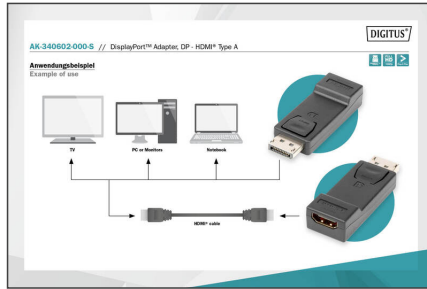 DIGITUS®
AK-340602-000-S // DisplayPort™ Adapter, DP - HDMI® Type A
Anwendungsbeispiel
Example of use
TV
PC or Monitors
Notebook
HDMI® cable